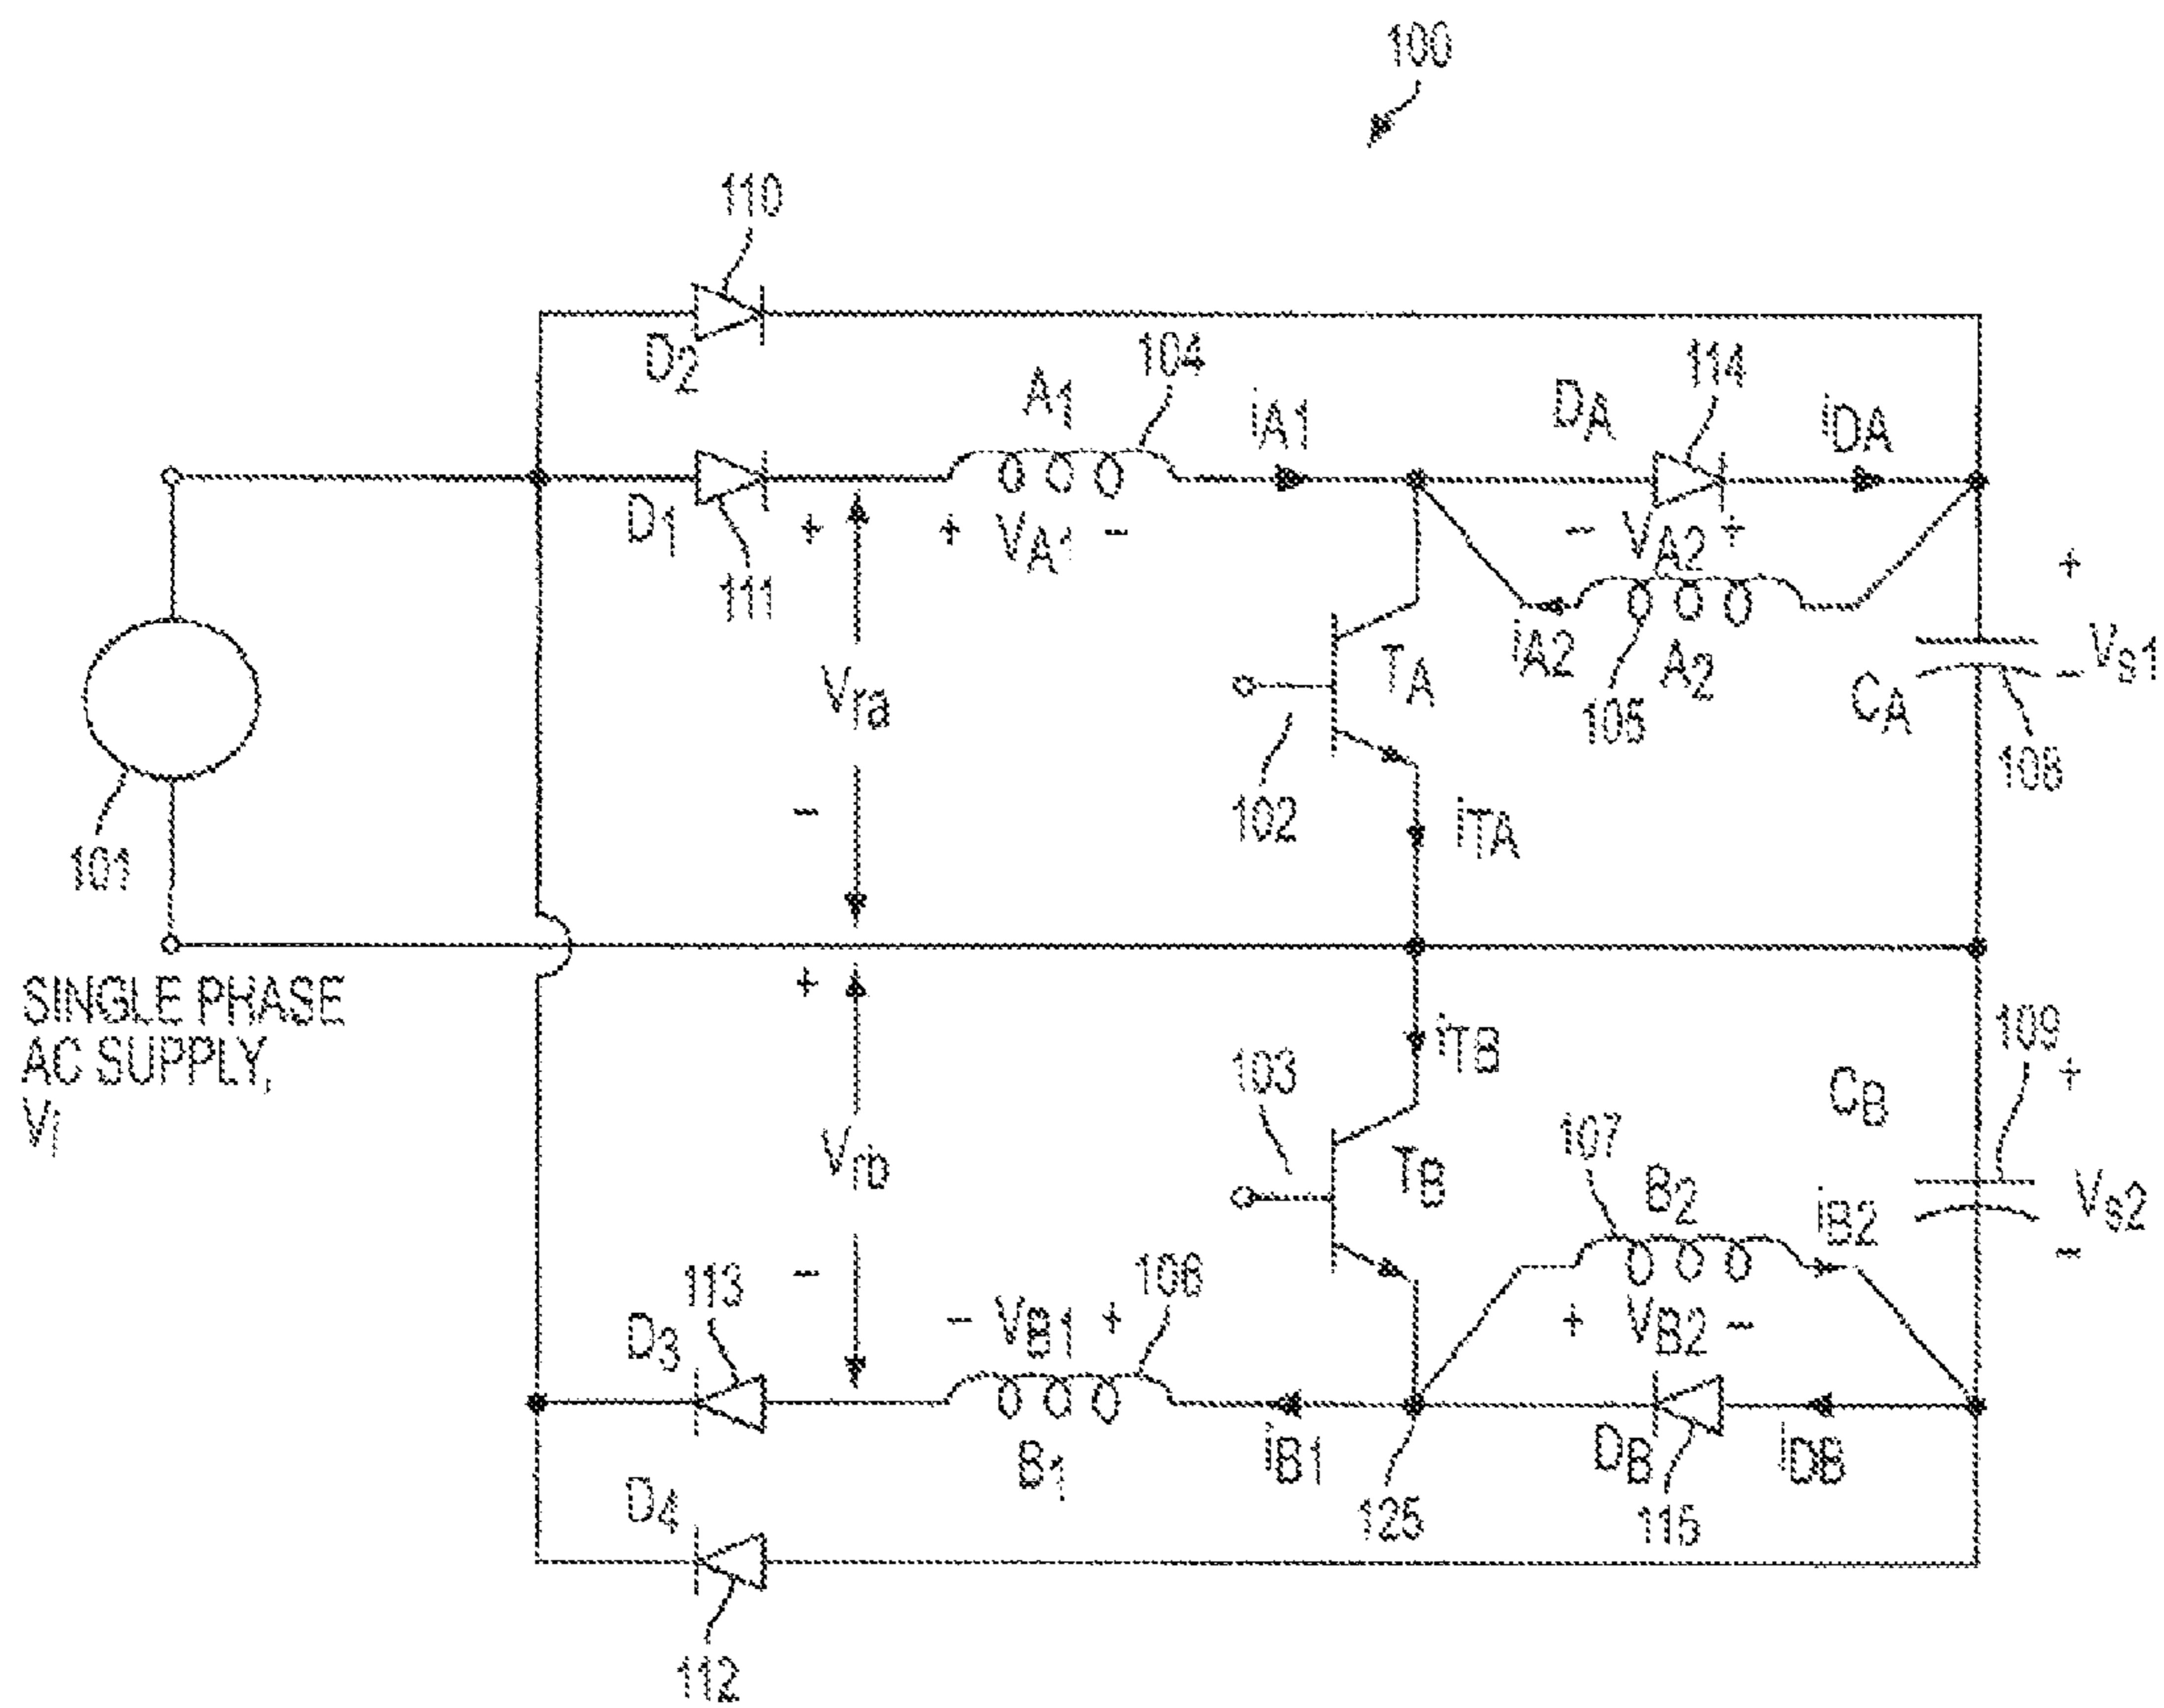 100
110
D2
104
A1
iA1
DA
114
iDA
D1
111
+
+ VA1 -
- VA2 +
+
Vra
TA
iA2
A2
105
CA
Vs1
-
108
102
101
-
iTA
SINGLE PHASE
AC SUPPLY,
Vi
+
iTB
109
+
103
CB
107
Vrb
TB
B2
iB2
Vs2
-
113
-
106
D3
- VB1 +
+ VB2 -
B1
iB1
DB
iDB
D4
125
115
112